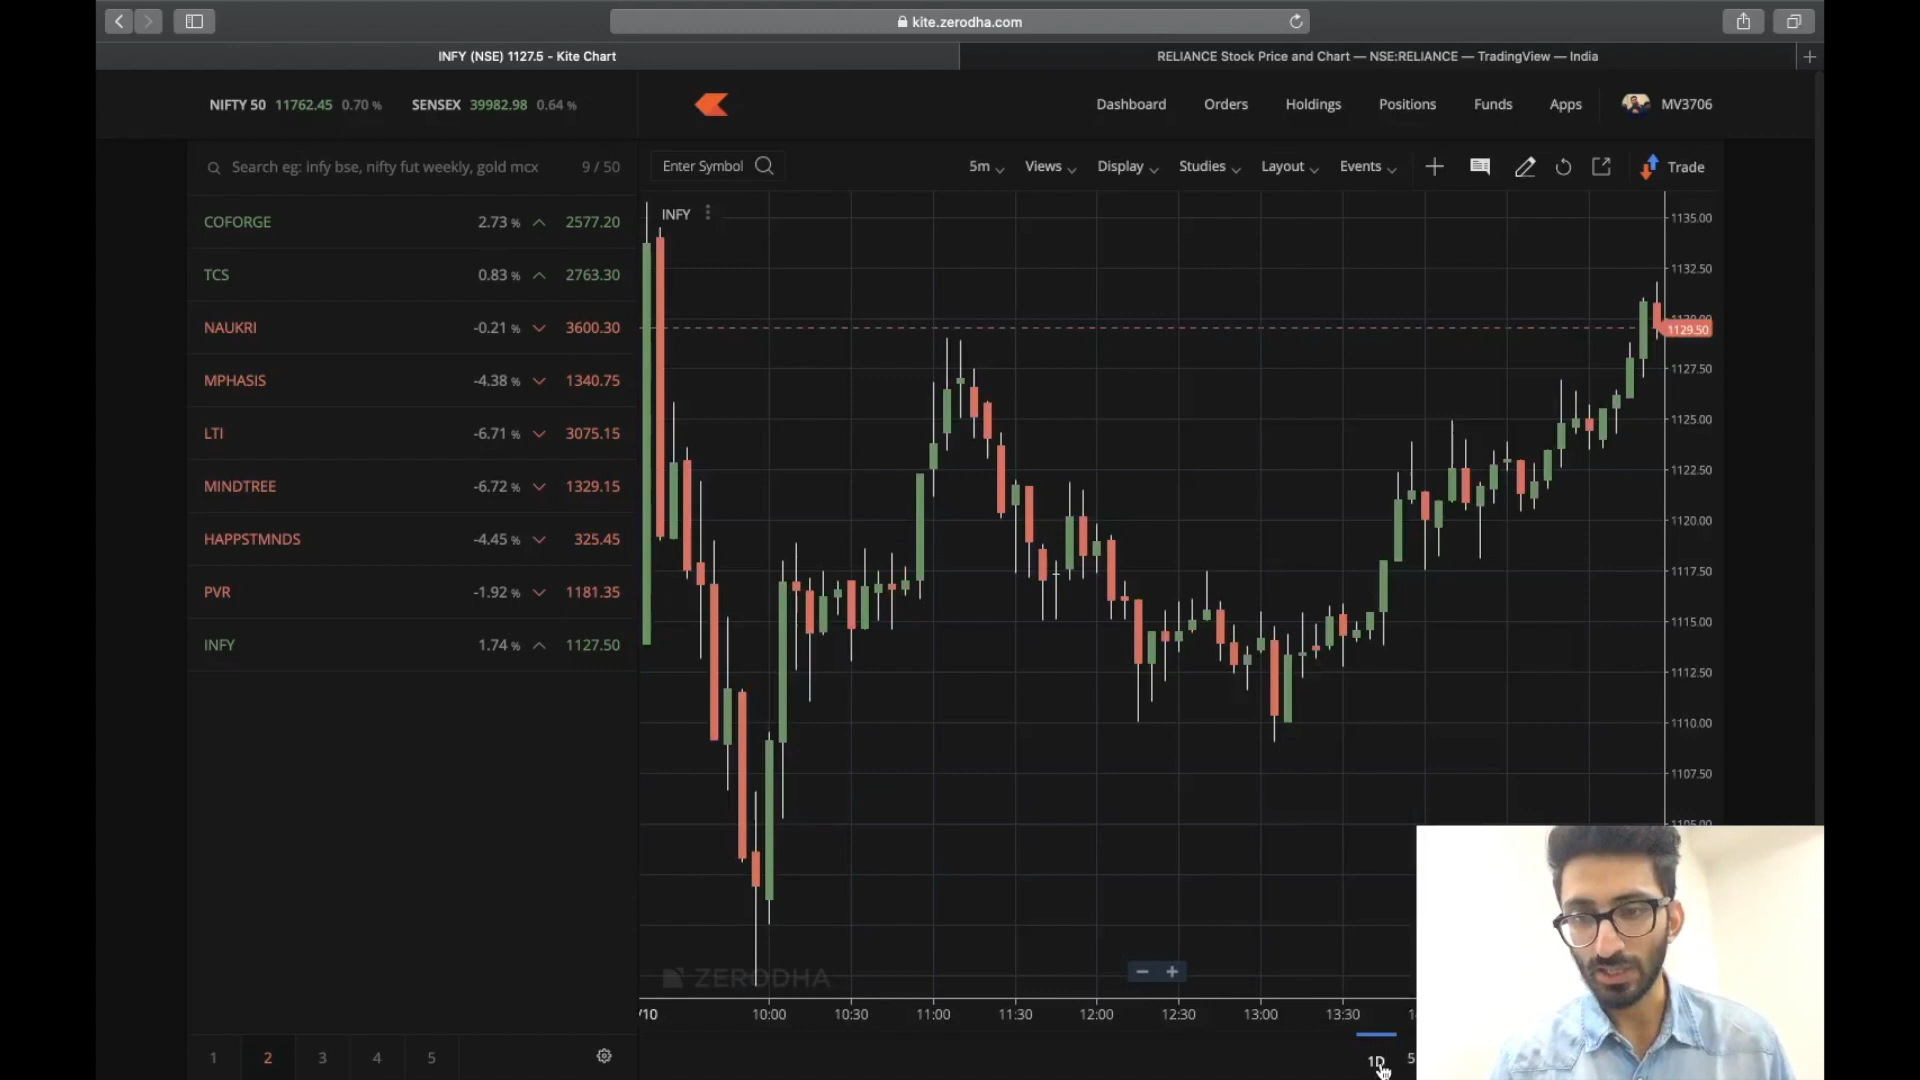 kite.zerodha.com
INFY (NSE) 1127.5 - Kite Chart
RELIANCE Stock Price and Chart — NSE:RELIANCE — TradingView — India
NIFTY 50 11762.45 0.70 % SENSEX 39982.98 0.64 %
Dashboard Orders Holdings Positions Funds Apps MV3706
Search eg: infy bse, nifty fut weekly, gold mcx 9 / 50
Enter Symbol 5m Views Display Studies Layout Events Trade
COFORGE 2.73 % 2577.20
TCS 0.83 % 2763.30
NAUKRI -0.21 % 3600.30
MPHASIS -4.38 % 1340.75
LTI -6.71 % 3075.15
MINDTREE -6.72 % 1329.15
HAPPSTMNDS -4.45 % 325.45
PVR -1.92 % 1181.35
INFY 1.74 % 1127.50
INFY
1135.00
1132.50
1129.50
1127.50
1125.00
1122.50
1120.00
1117.50
1115.00
1112.50
1110.00
1107.50
1105.00
ZERODHA
/10 10:00 10:30 11:00 11:30 12:00 12:30 13:00 13:30
1 2 3 4 5
1D 5